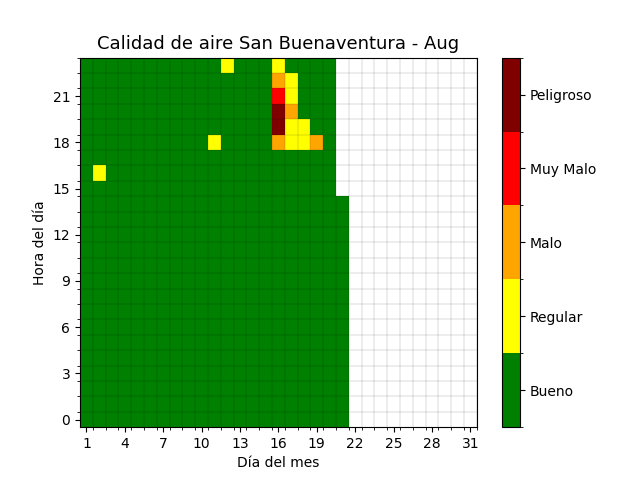 Calidad de aire San Buenaventura - Aug
Hora del día
21
18
15
12
9
6
3
0
1 4 7 10 13 16 19 22 25 28 31
Día del mes
Peligroso
Muy Malo
Malo
Regular
Bueno